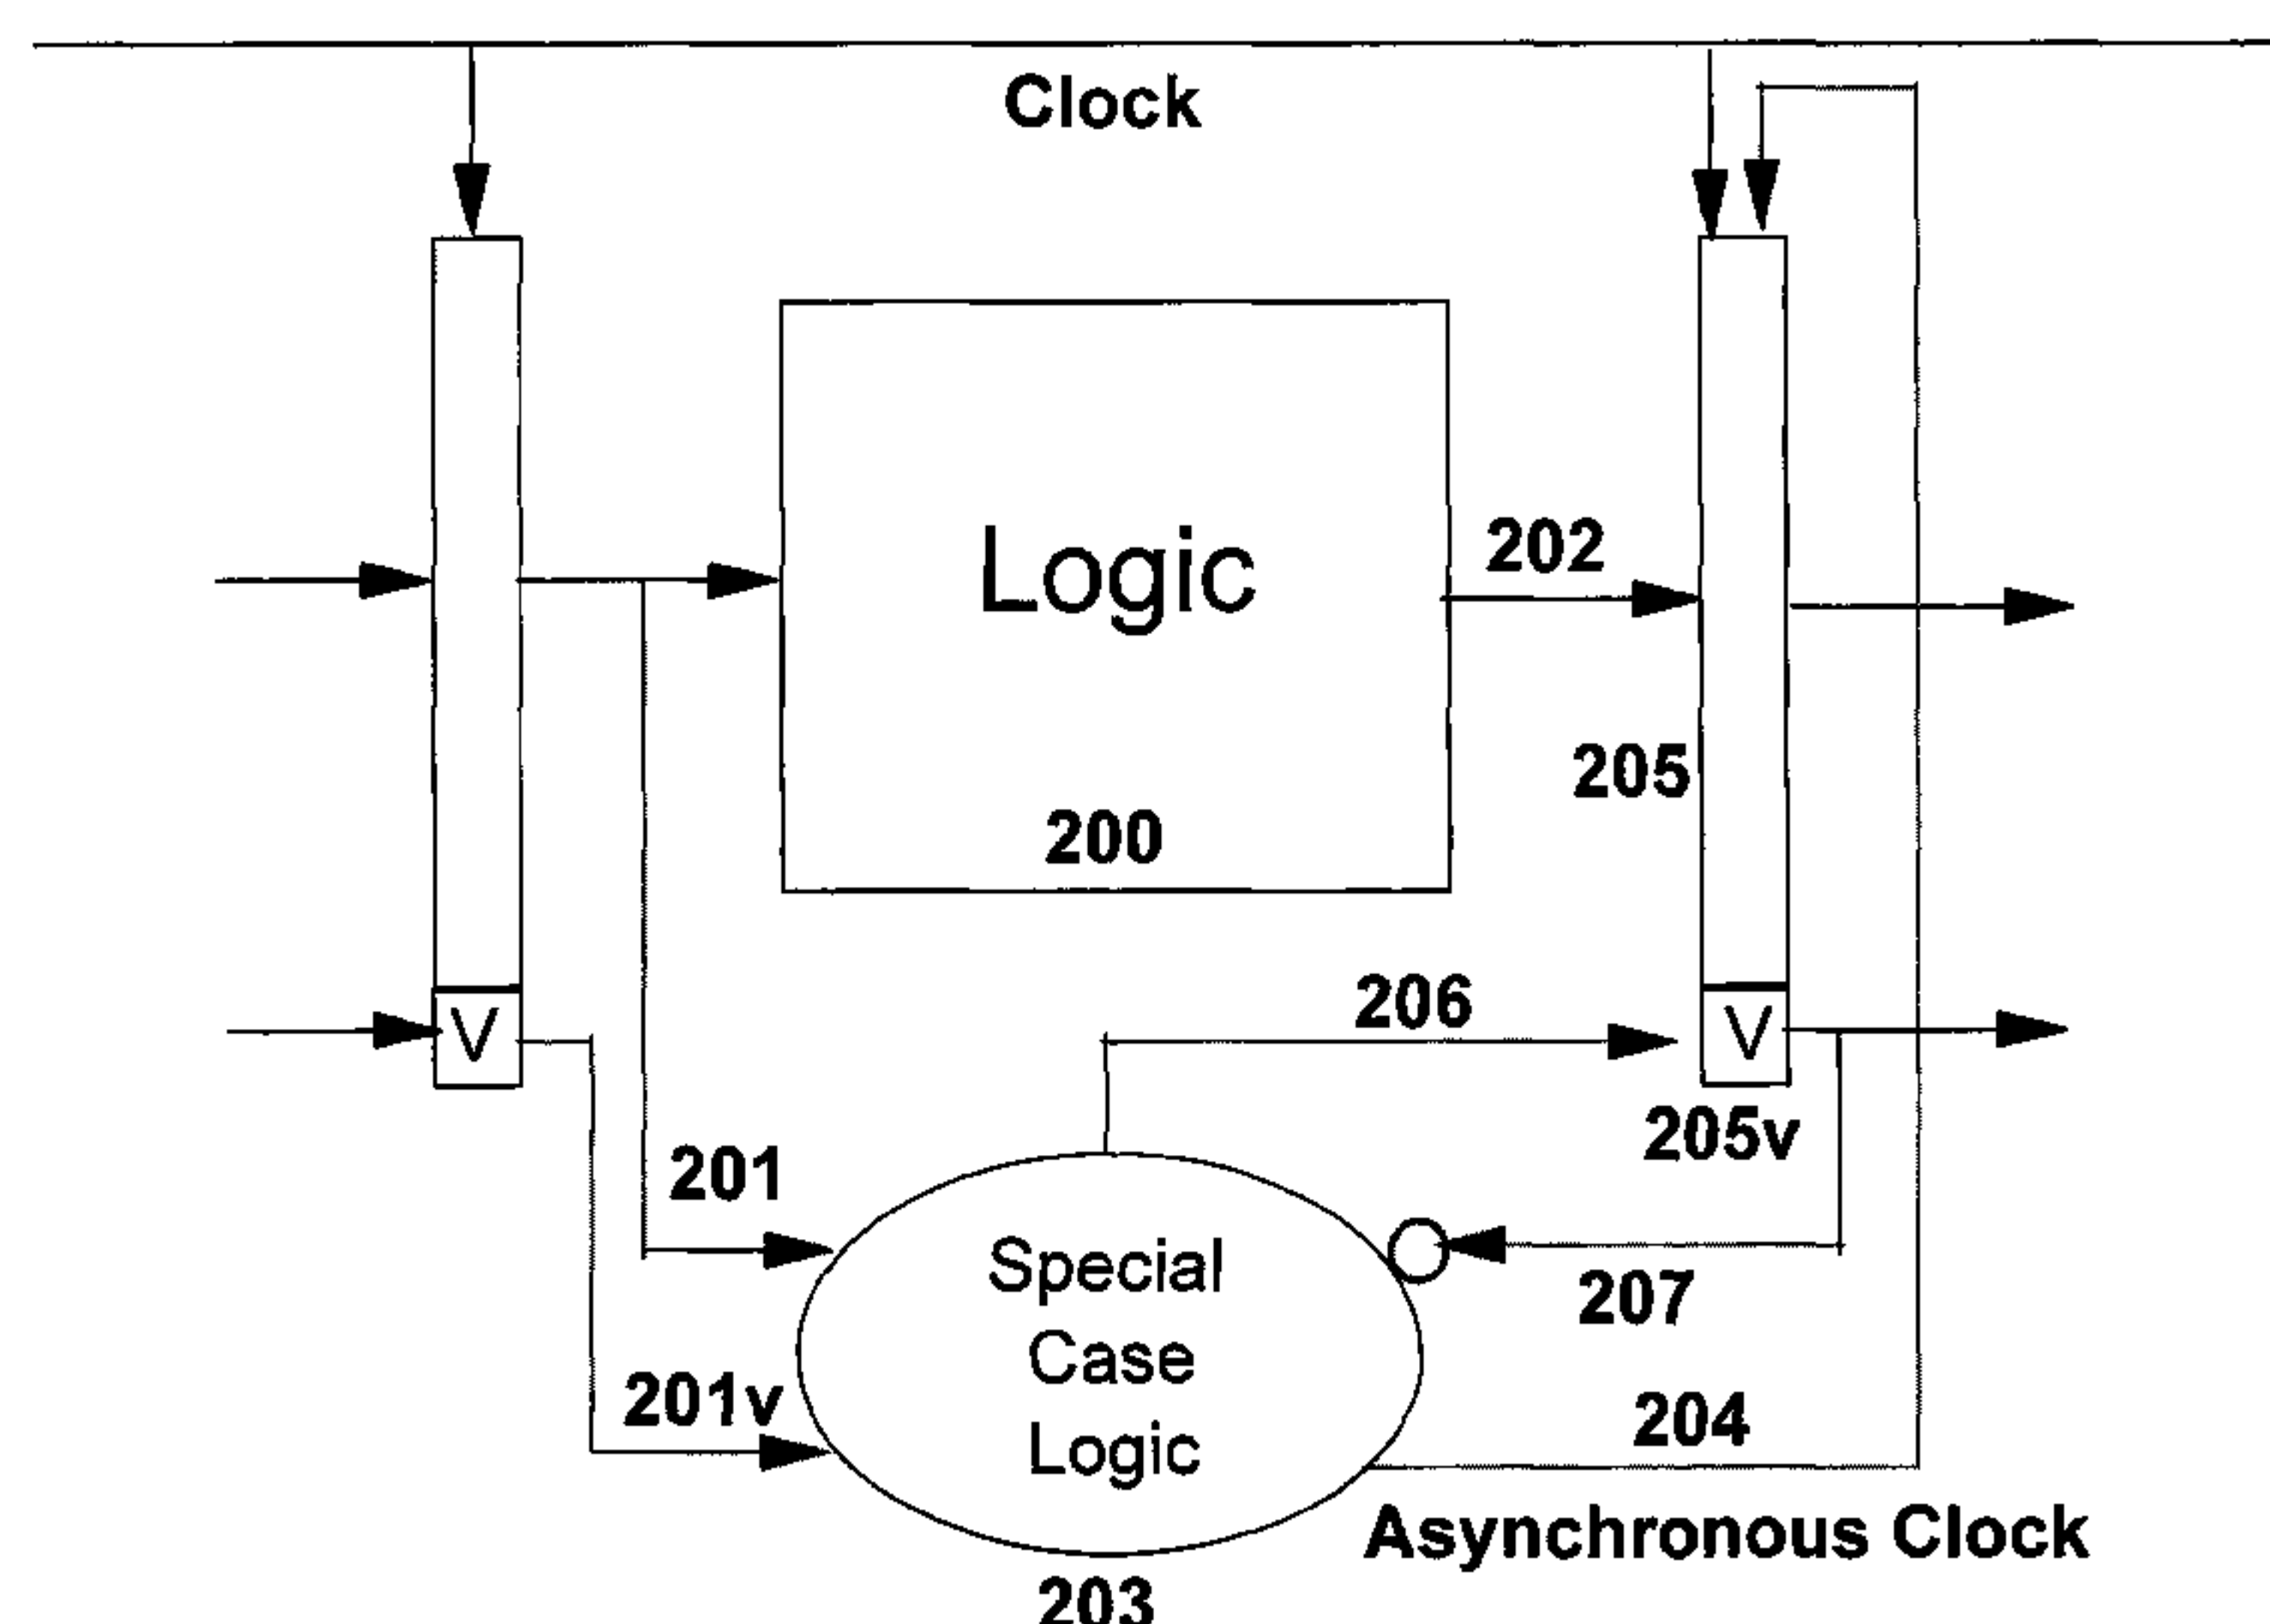 Clock
Logic
202
205
200
206
V
V
205v
201
Special
Case
Logic
207
201v
204
Asynchronous Clock
203